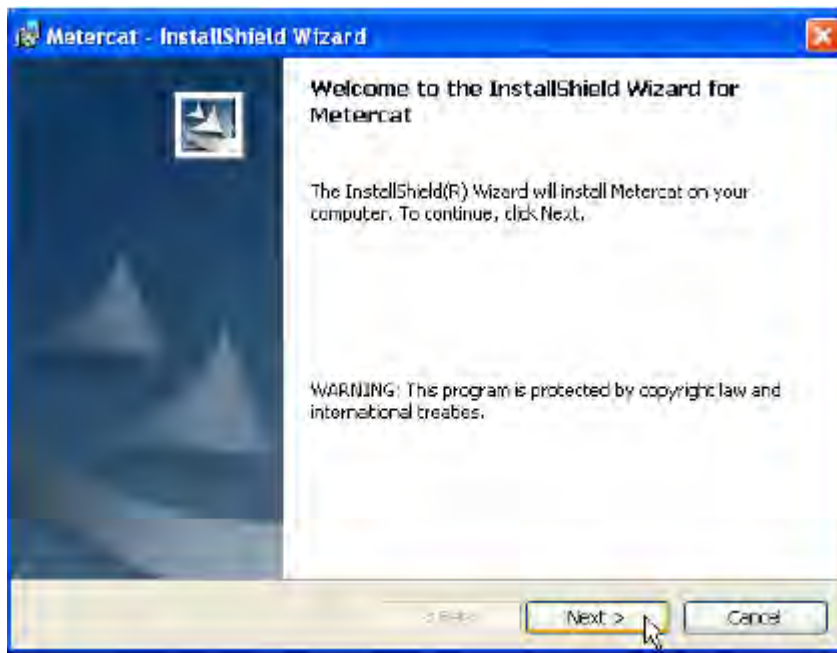 Metercat - InstallShield Wizard
Welcome to the InstallShield Wizard for
Metercat
The InstallShield(R) Wizard will install Metercat on your
computer. To continue, click Next.
WARNING: This program is protected by copyright law and
international treaties.
< Back
Next >
Cancel